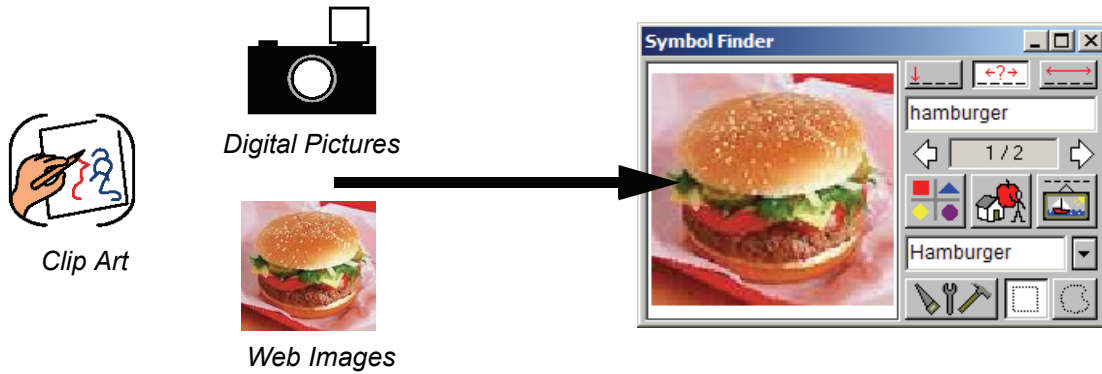 Symbol Finder
←?→
hamburger
Digital Pictures
1 / 2
Clip Art
Hamburger
Web Images